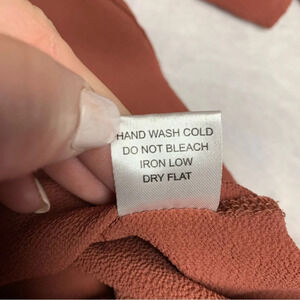 HAND WASH COLD
DO NOT BLEACH
IRON LOW
DRY FLAT